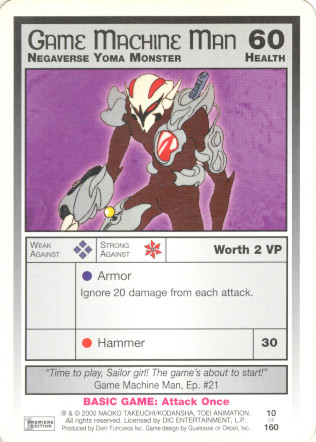 Game Machine Man 60
Negaverse Yoma Monster Health
Weak Against Strong Against Worth 2 VP
Armor
Ignore 20 damage from each attack.
Hammer 30
"Time to play, Sailor girl! The game's about to start!"
Game Machine Man, Ep. #21
BASIC GAME: Attack Once
PREMIERE EDITION
® & © 2000 NAOKO TAKEUCHI/KODANSHA, TOEI ANIMATION.
All rights reserved. Licensed by DIC ENTERTAINMENT, L.P.
Produced by Dart Flipcards Inc. Game design by Guardians of Order, Inc.
10 OF 160